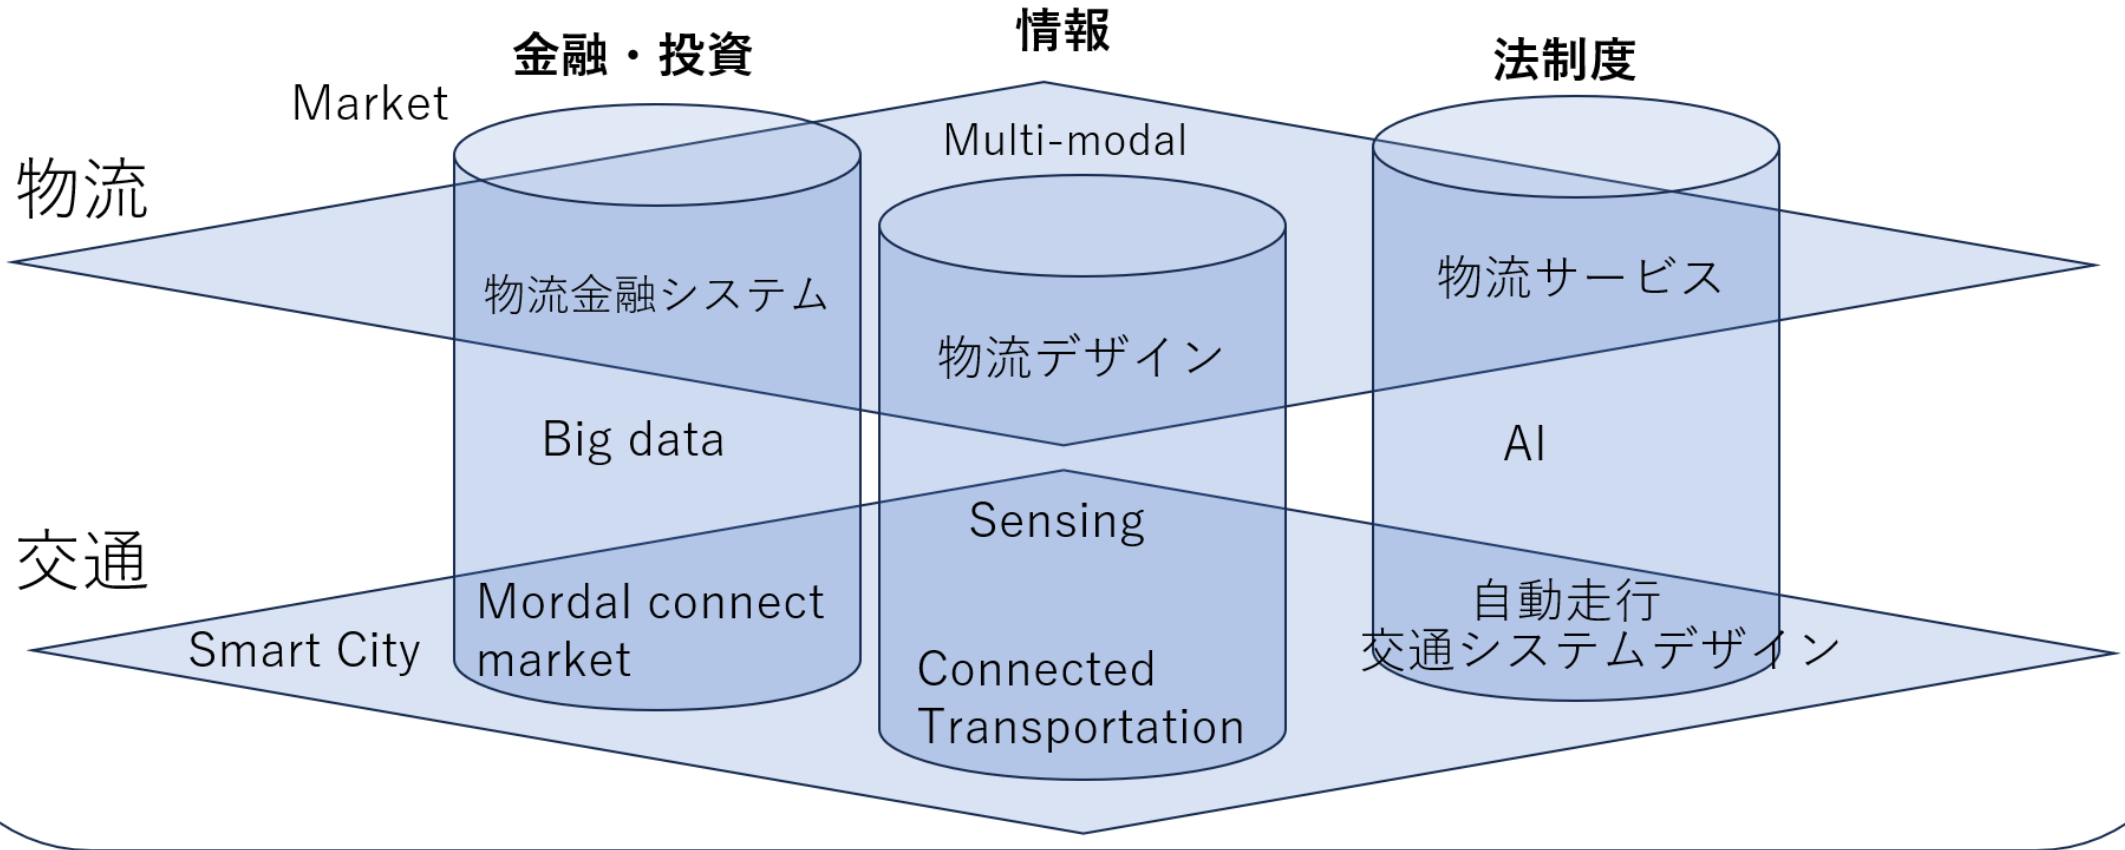 情報
金融・投資
法制度
Market
Multi-modal
物流
物流金融システム
物流デザイン
物流サービス
Big data
AI
Sensing
交通
Smart City
Mordal connect
market
Connected
Transportation
自動走行
交通システムデザイン